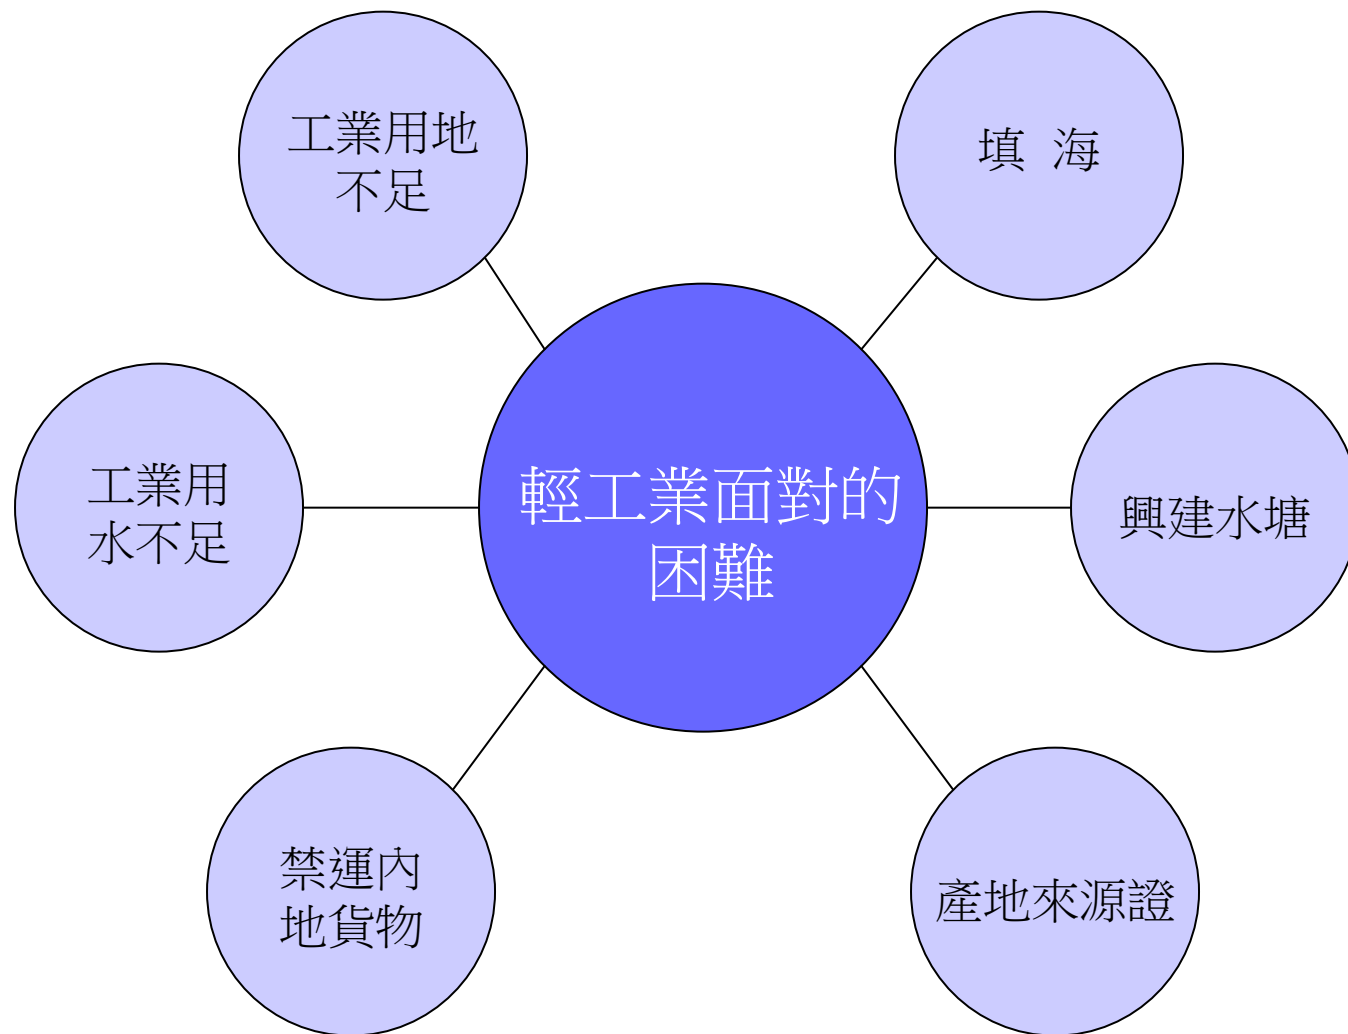 工業用地
不足
填 海
工業用
水不足
輕工業面對的
困難
興建水塘
禁運內
地貨物
產地來源證